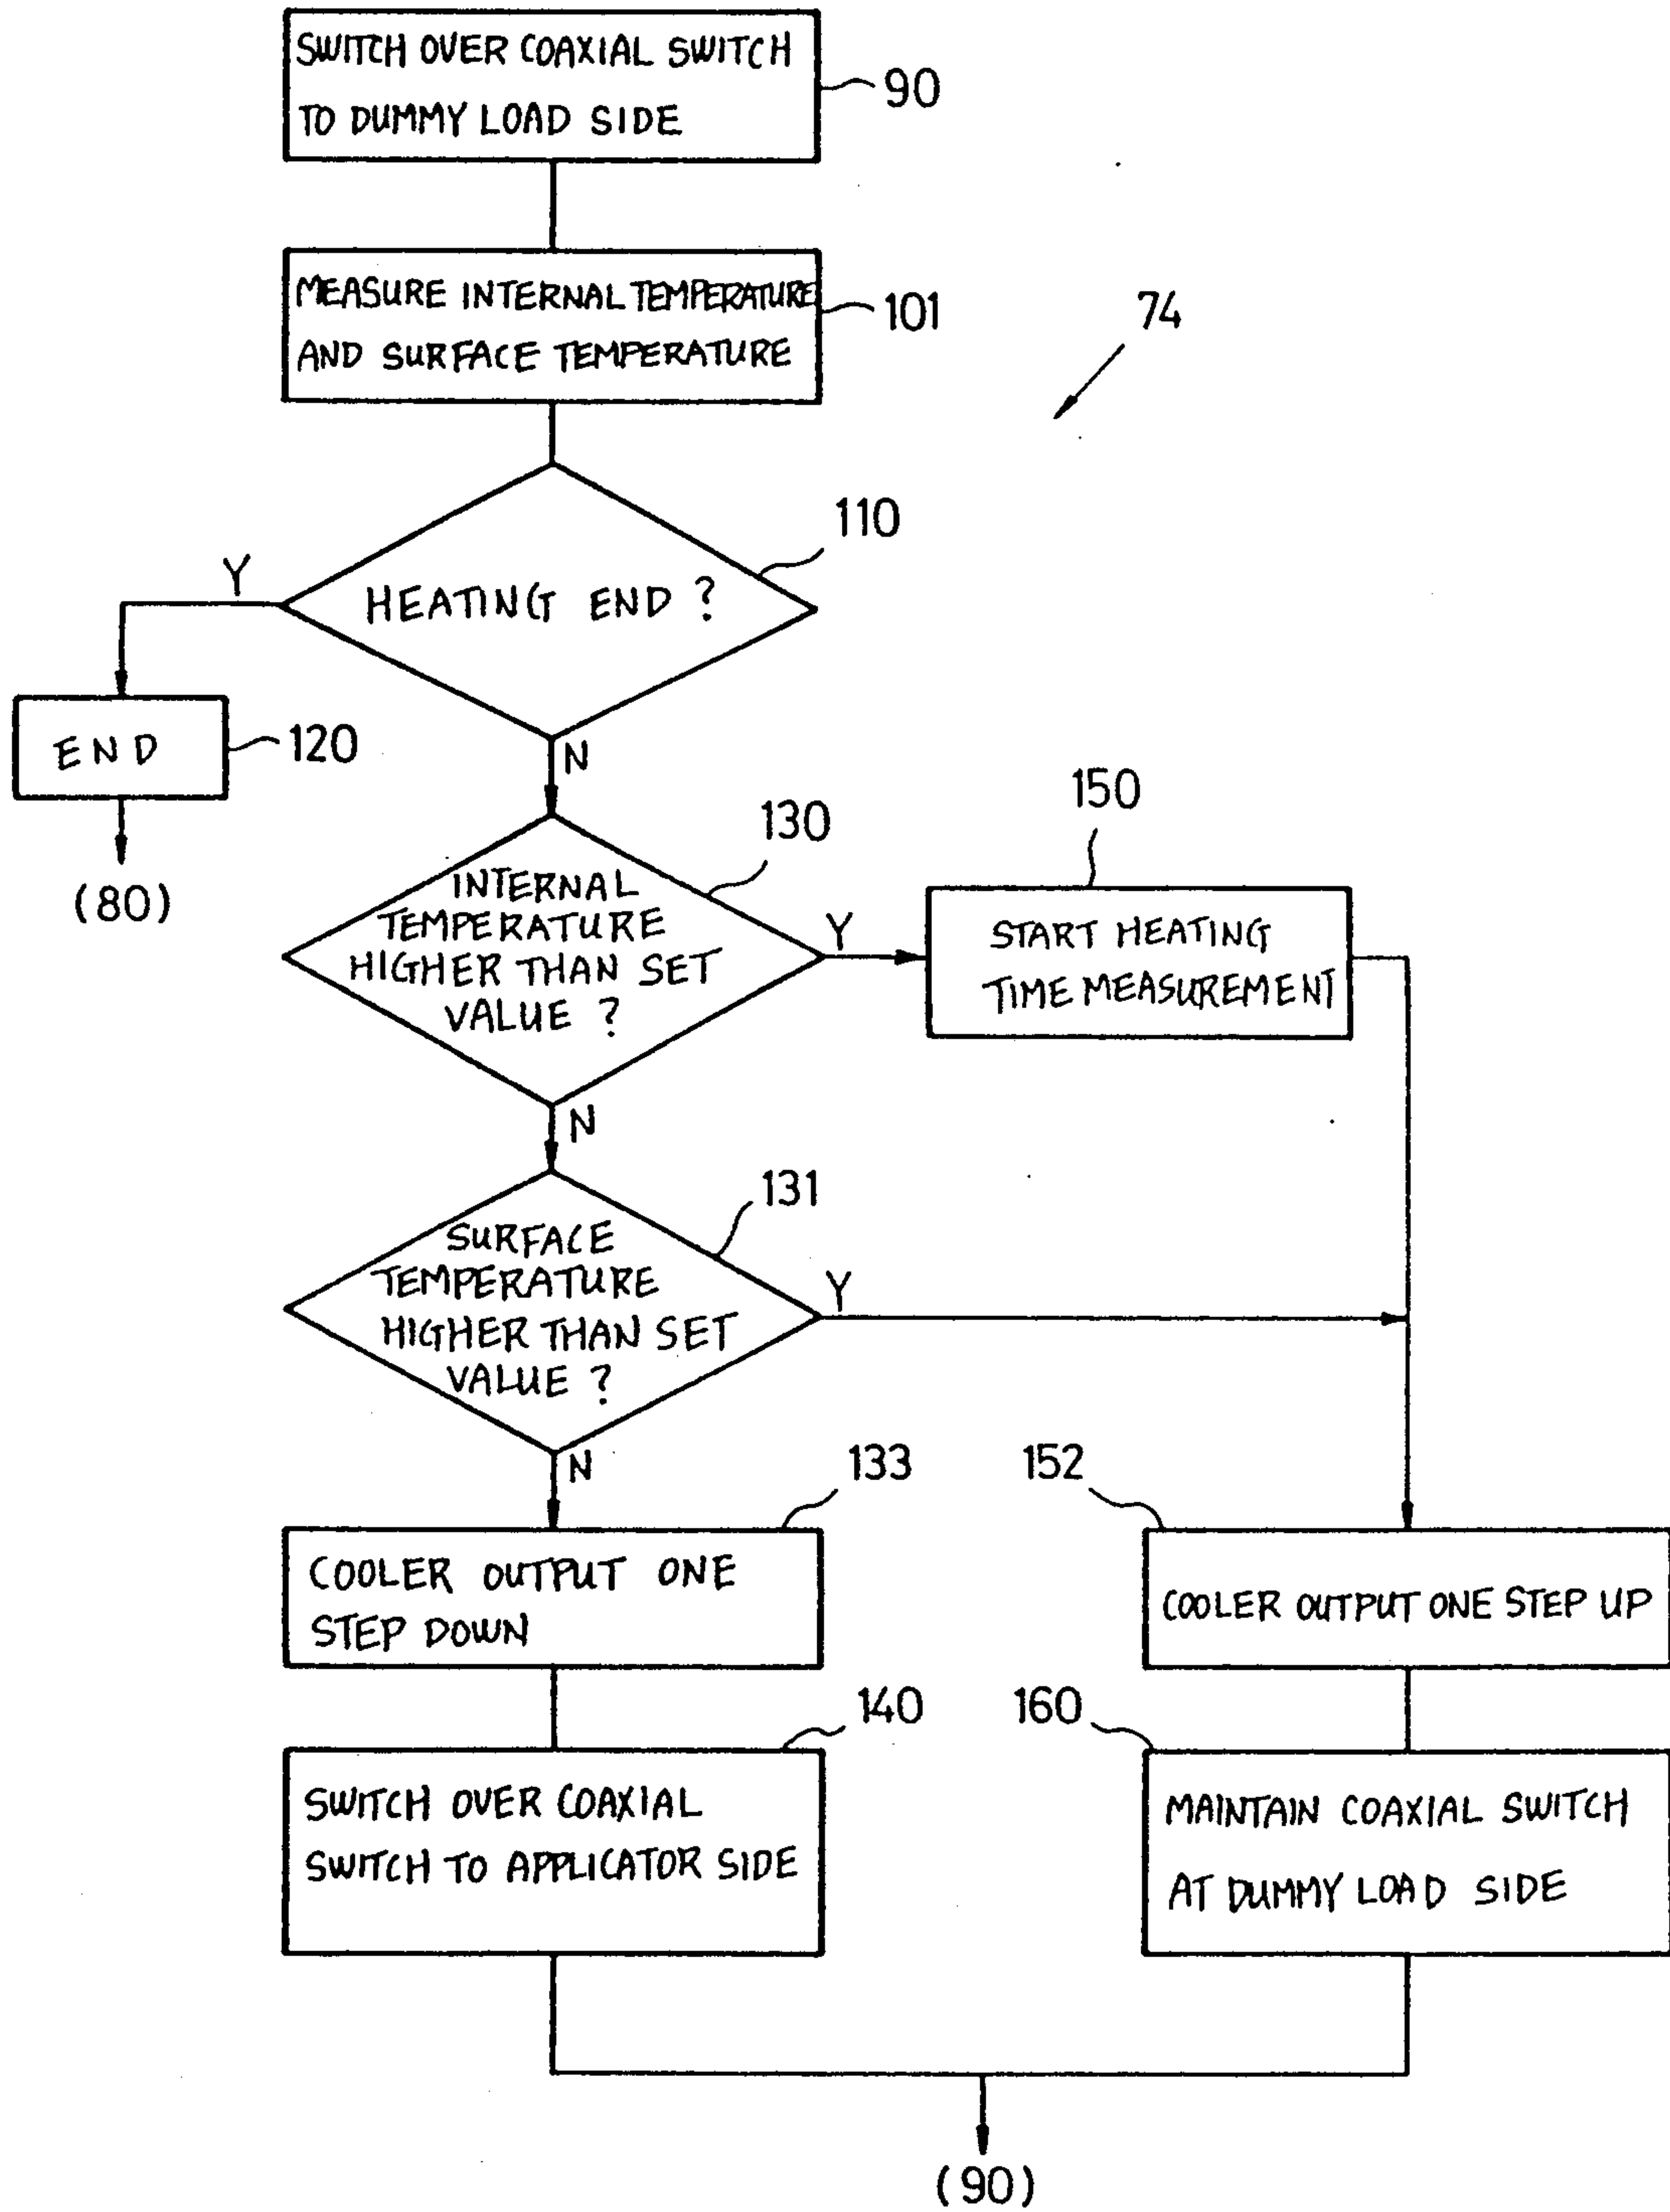 SWITCH OVER COAXIAL SWITCH
TO DUMMY LOAD SIDE
90
MEASURE INTERNAL TEMPERATURE
AND SURFACE TEMPERATURE
101
74
110
HEATING END ?
Y
N
END
120
(80)
130
INTERNAL
TEMPERATURE
HIGHER THAN SET
VALUE ?
Y
N
150
START HEATING
TIME MEASUREMENT
131
SURFACE
TEMPERATURE
HIGHER THAN SET
VALUE ?
Y
N
133
COOLER OUTPUT ONE
STEP DOWN
152
COOLER OUTPUT ONE STEP UP
140
SWITCH OVER COAXIAL
SWITCH TO APPLICATOR SIDE
160
MAINTAIN COAXIAL SWITCH
AT DUMMY LOAD SIDE
(90)